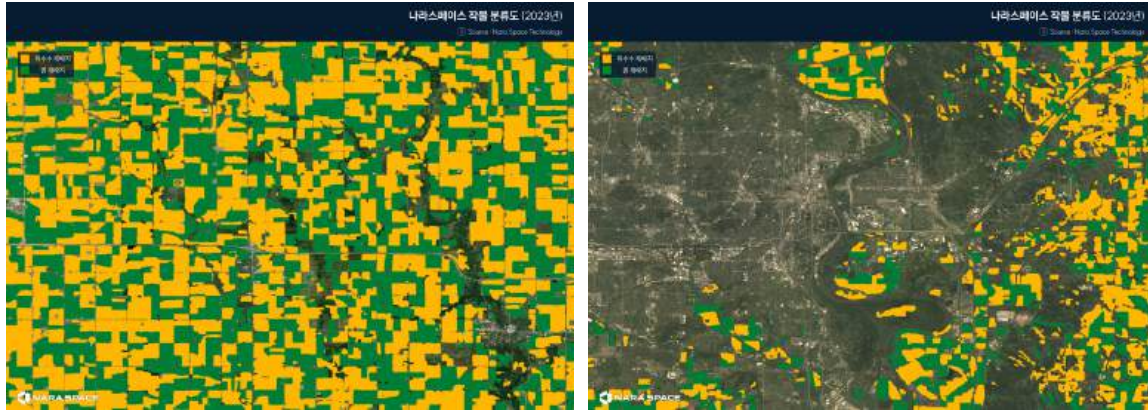 나라스페이스 작물 분류도 (2023년)
Source : Nara Space Technology
옥수수 재배지
콩 재배지
NARA SPACE
나라스페이스 작물 분류도 (2023년)
Source : Nara Space Technology
옥수수 재배지
콩 재배지
NARA SPACE